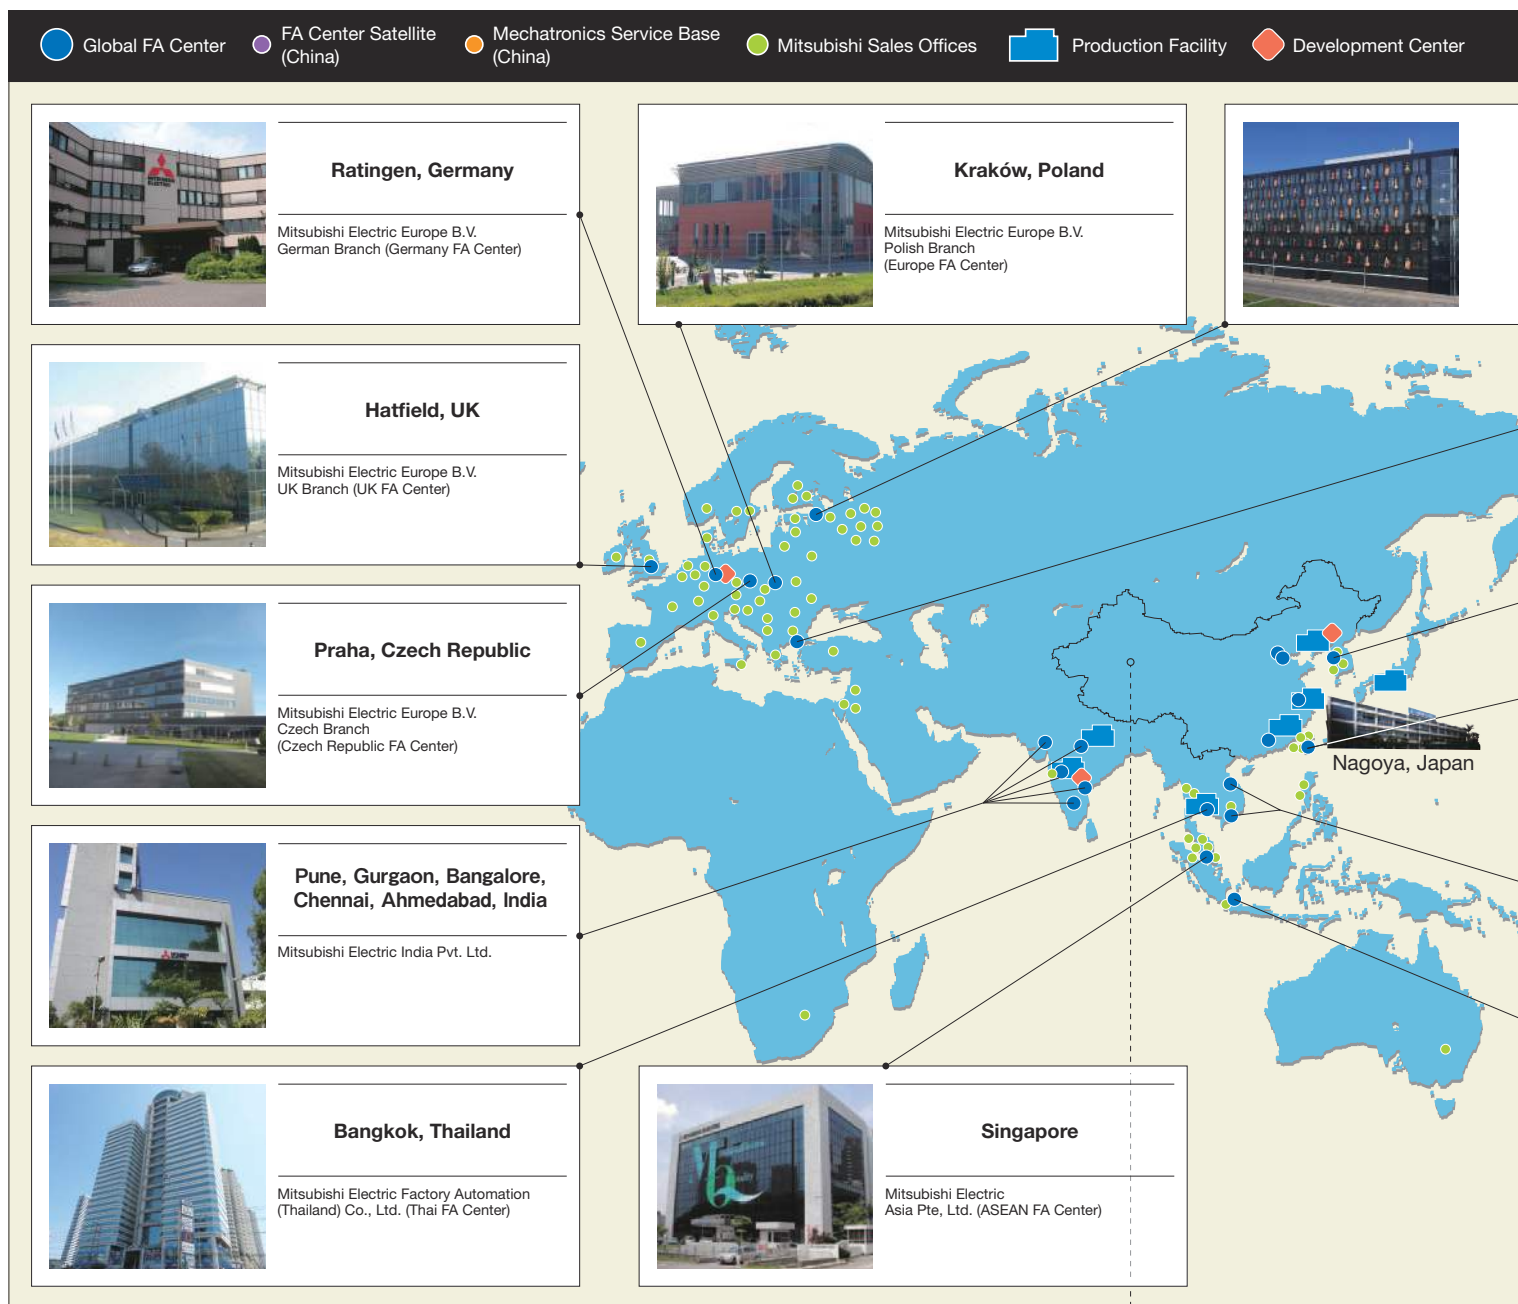 Global FA Center
FA Center Satellite
(China)
Mechatronics Service Base
(China)
Mitsubishi Sales Offices
Production Facility
Development Center
Ratingen, Germany
Mitsubishi Electric Europe B.V.
German Branch (Germany FA Center)
Kraków, Poland
Mitsubishi Electric Europe B.V.
Polish Branch
(Europe FA Center)
Hatfield, UK
Mitsubishi Electric Europe B.V.
UK Branch (UK FA Center)
Praha, Czech Republic
Mitsubishi Electric Europe B.V.
Czech Branch
(Czech Republic FA Center)
Nagoya, Japan
Pune, Gurgaon, Bangalore,
Chennai, Ahmedabad, India
Mitsubishi Electric India Pvt. Ltd.
Bangkok, Thailand
Mitsubishi Electric Factory Automation
(Thailand) Co., Ltd. (Thai FA Center)
Singapore
Mitsubishi Electric
Asia Pte, Ltd. (ASEAN FA Center)